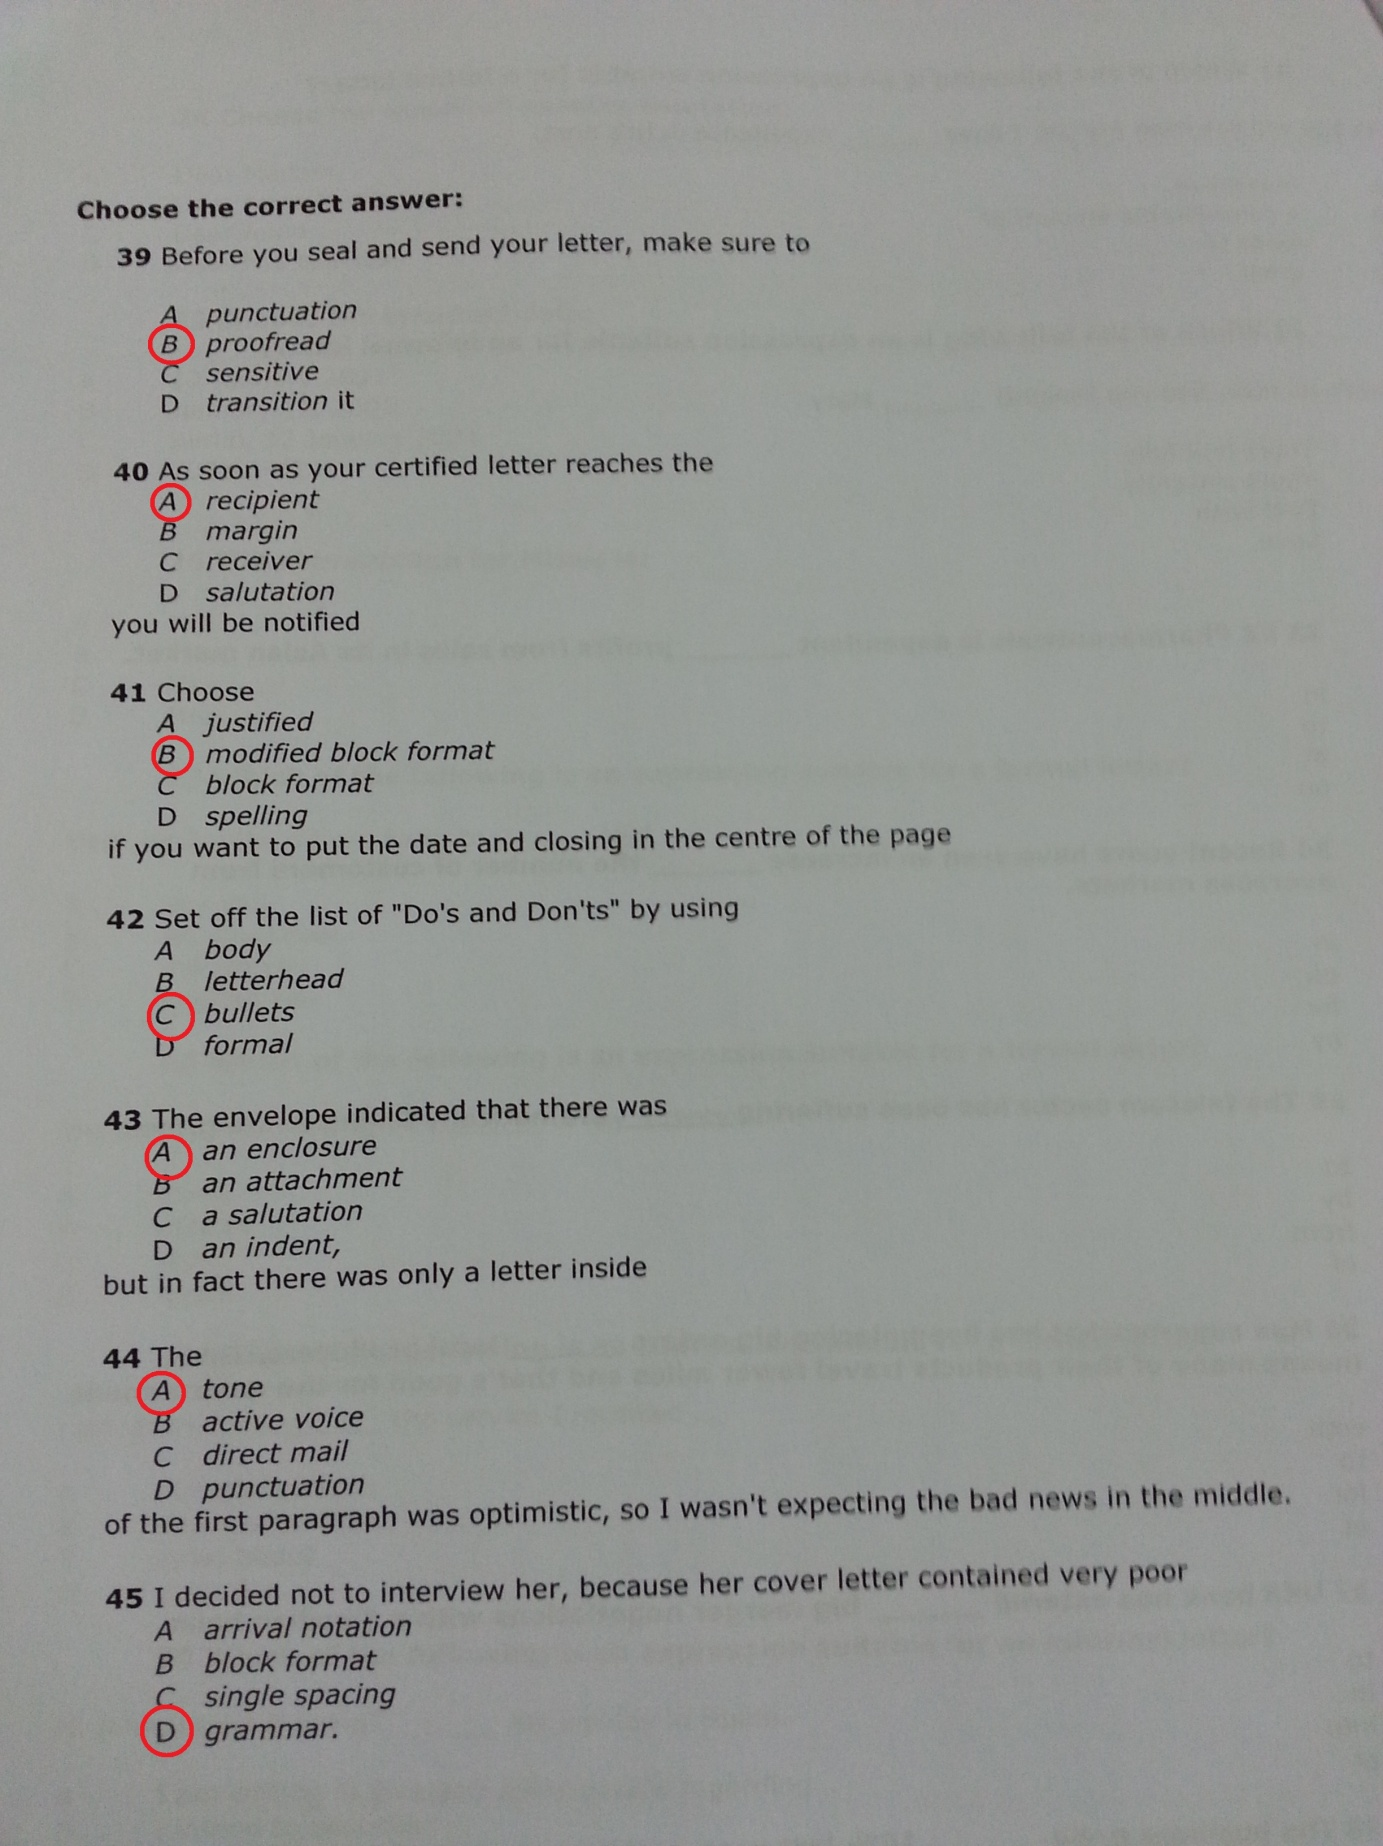 Choose the correct answer:
39 Before you seal and send your letter, make sure to
A punctuation
B proofread
C sensitive
D transition it
40 As soon as your certified letter reaches the
A recipient
B margin
C receiver
D salutation
you will be notified
41 Choose
A justified
B modified block format
C block format
D spelling
if you want to put the date and closing in the centre of the page
42 Set off the list of "Do's and Don'ts" by using
A body
B letterhead
C bullets
D formal
43 The envelope indicated that there was
A an enclosure
B an attachment
C a salutation
D an indent,
but in fact there was only a letter inside
44 The
A tone
B active voice
C direct mail
D punctuation
of the first paragraph was optimistic, so I wasn't expecting the bad news in the middle.
45 I decided not to interview her, because her cover letter contained very poor
A arrival notation
B block format
C single spacing
D grammar.